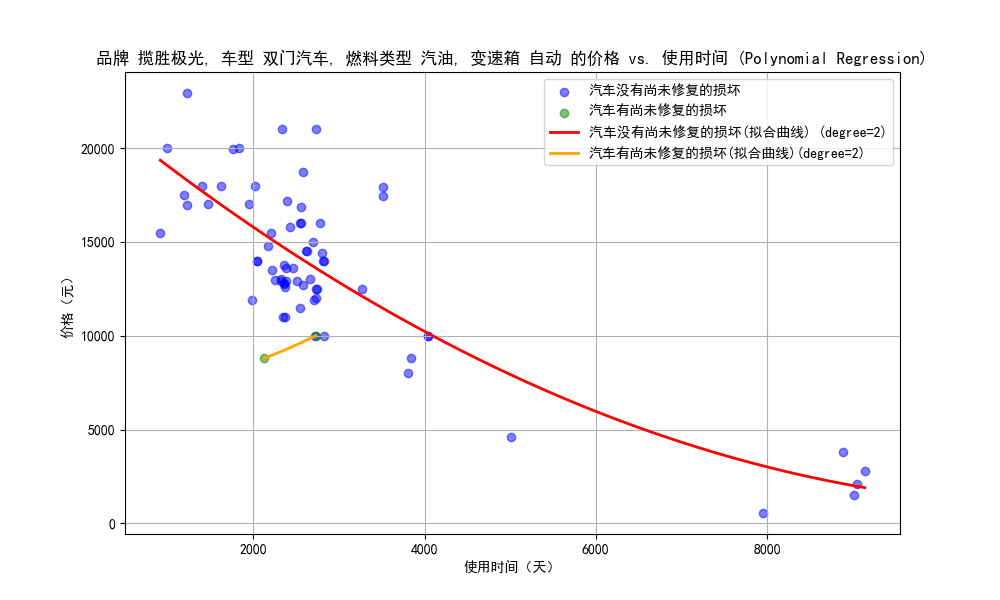 品牌 揽胜极光, 车型 双门汽车, 燃料类型 汽油, 变速箱 自动 的价格 vs. 使用时间 (Polynomial Regression)
汽车没有尚未修复的损坏
汽车有尚未修复的损坏
汽车没有尚未修复的损坏(拟合曲线) (degree=2)
汽车有尚未修复的损坏(拟合曲线)(degree=2)
价格（元）
20000
15000
10000
5000
0
2000 4000 6000 8000
使用时间（天）